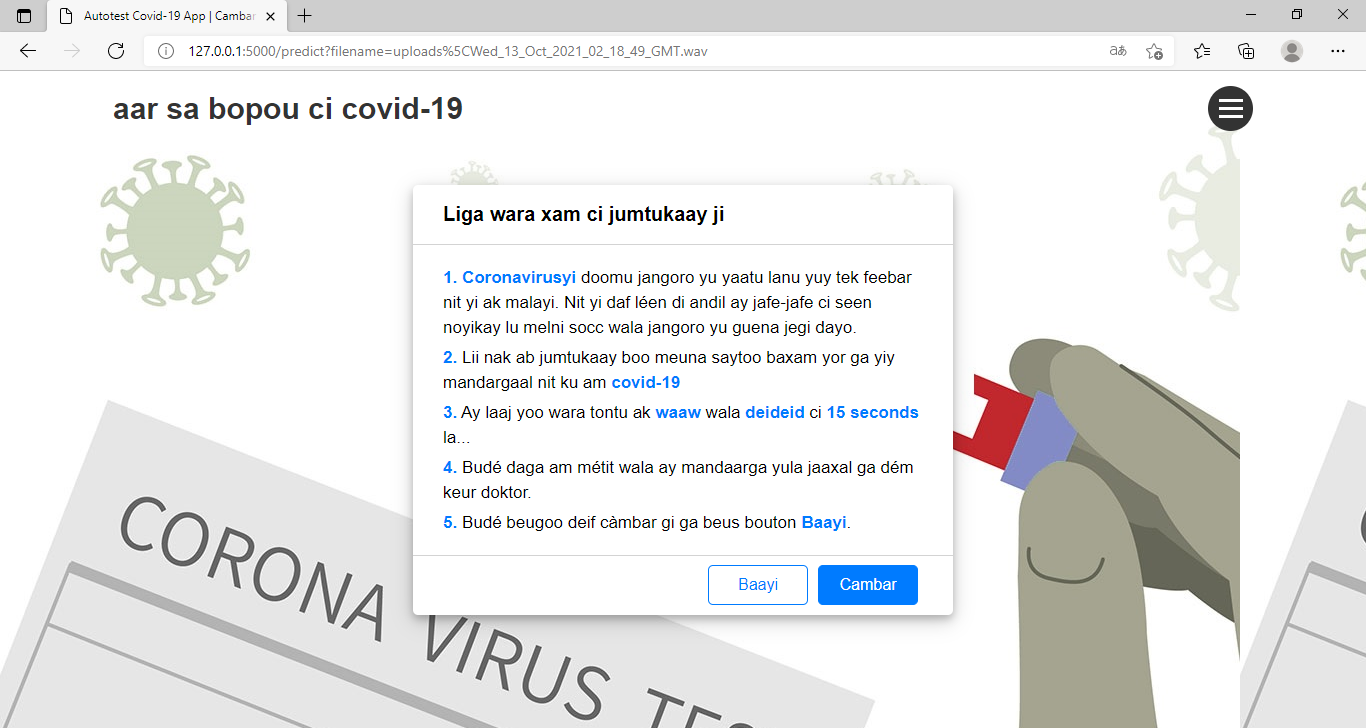 Autotest Covid-19 App | Cambar
127.0.0.1:5000/predict?filename=uploads%5CWed_13_Oct_2021_02_18_49_GMT.wav
aあ
aar sa bopou ci covid-19
Liga wara xam ci jumtukaay ji
1. Coronavirusyi doomu jangoro yu yaatu lanu yuy tek feebar
nit yi ak malayi. Nit yi daf léen di andil ay jafe-jafe ci seen
noyikay lu melni socc wala jangoro yu guena jegi dayo.
2. Lii nak ab jumtukaay boo meuna saytoo baxam yor ga yiy
mandargaal nit ku am covid-19
3. Ay laaj yoo wara tontu ak waaw wala deideid ci 15 seconds
la...
4. Budé daga am métit wala ay mandaarga yula jaaxal ga dém
keur doktor.
5. Budé beugoo deif càmbar gi ga beus bouton Baayi.
Baayi
Cambar
CORONA VIRUS TES